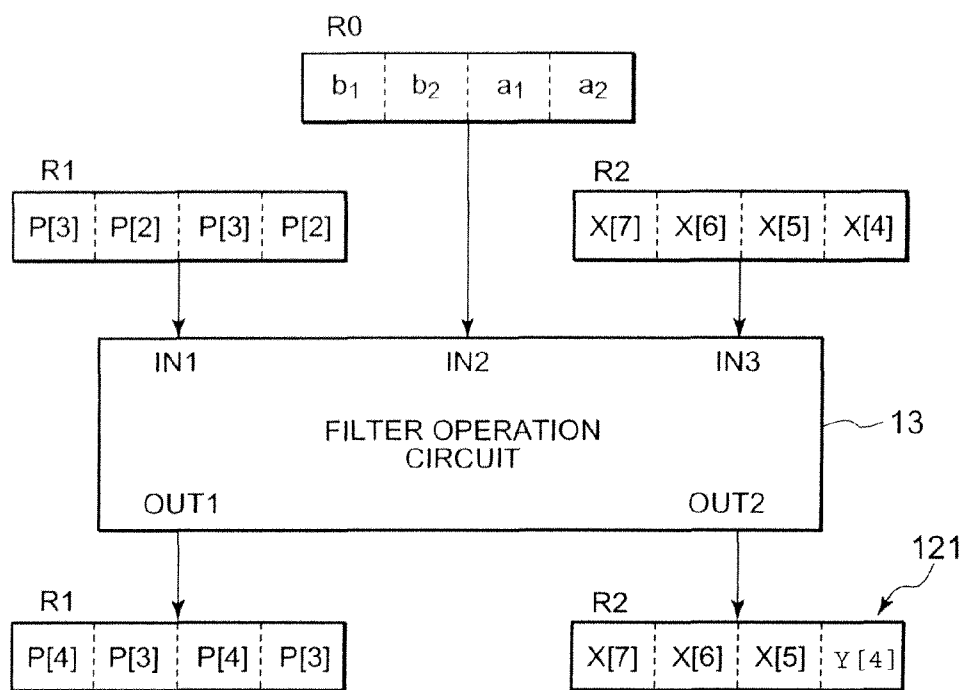 R0
b1 b2 a1 a2
R1 R2
P[3] P[2] P[3] P[2] X[7] X[6] X[5] X[4]
IN1 IN2 IN3
FILTER OPERATION
CIRCUIT
13
OUT1 OUT2
121
R1 R2
P[4] P[3] P[4] P[3] X[7] X[6] X[5] Y[4]